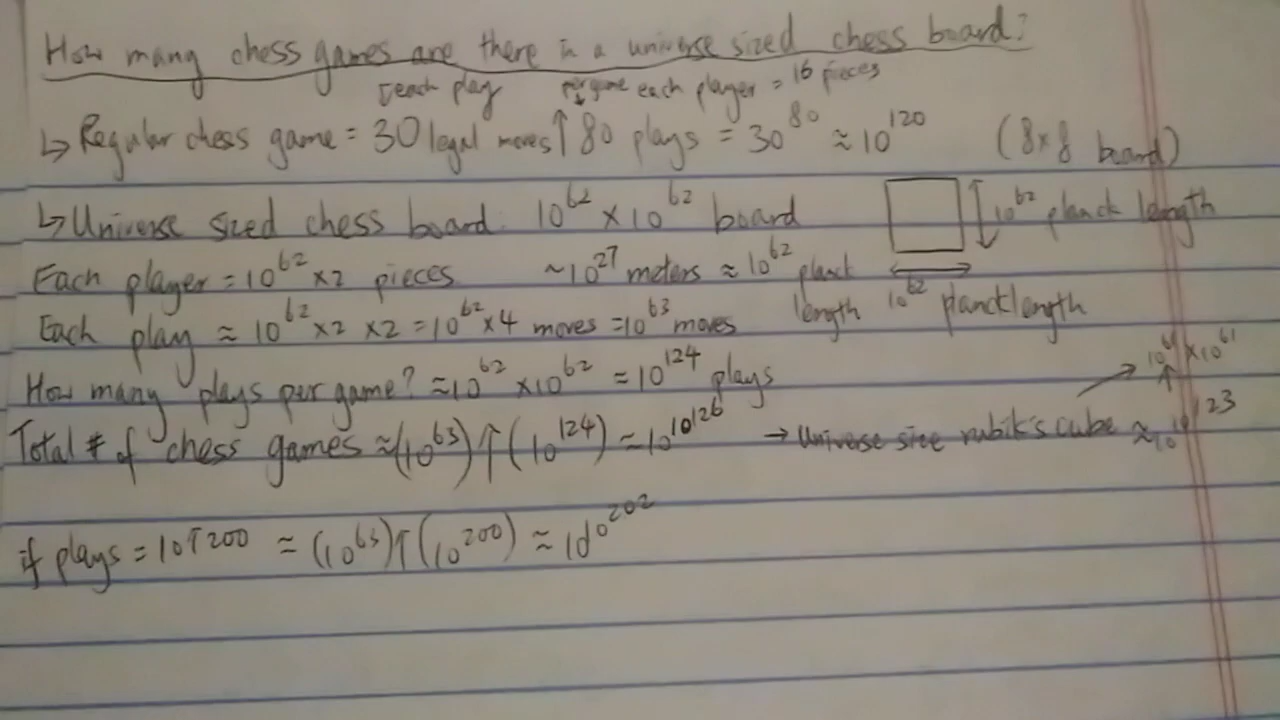 How many chess games are there in a universe sized chess board?
each play per game each player = 16 pieces
↳ Regular chess game = 30 legal moves ↑ 80 plays = 30^80 ≈ 10^120 (8×8 board)
↳ Universe sized chess board: 10^62 × 10^62 board 10^62 planck length
Each player = 10^62 × 2 pieces ~10^27 meters ≈ 10^62 planck length 10^62 planck length
Each play ≈ 10^62 × 2 × 2 = 10^62 × 4 moves = 10^63 moves
How many plays per game? ≈ 10^62 × 10^62 = 10^124 plays → × 10^61
Total # of chess games ≈ (10^63)↑(10^124) ≈ 10^10^126 → Universe size rubik's cube ≈ 10^10^123
if plays = 10↑200 ≈ (10^63)↑(10^200) ≈ 10^10^202